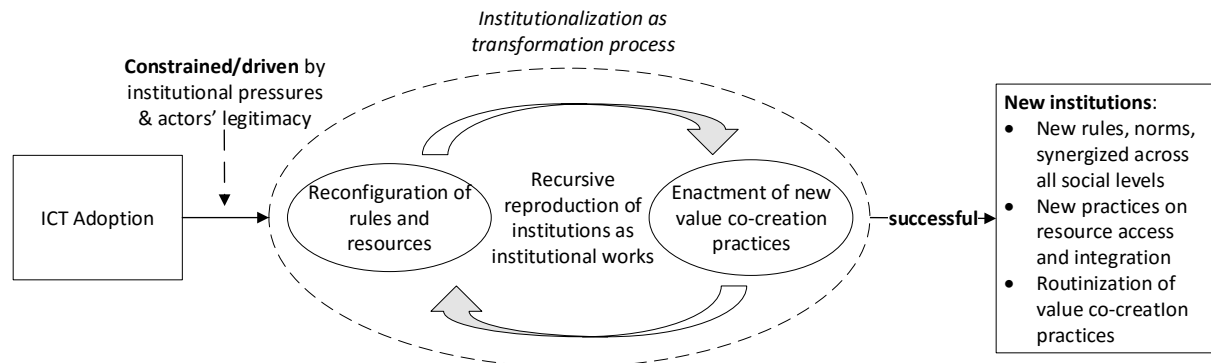 Institutionalization as
transformation process
Constrained/driven by
institutional pressures
& actors’ legitimacy
ICT Adoption
Reconfiguration of
rules and
resources
Recursive
reproduction of
institutions as
institutional works
Enactment of new
value co-creation
practices
successful
New institutions:
• New rules, norms,
synergized across
all social levels
• New practices on
resource access
and integration
• Routinization of
value co-creatIon
practices